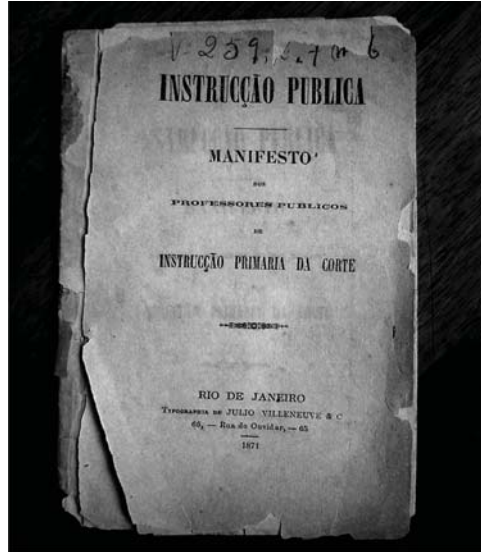 V. 259,
INSTRUCÇÃO PUBLICA
MANIFESTO
DOS
PROFESSORES PUBLICOS
DE
INSTRUCÇÃO PRIMARIA DA CORTE
RIO DE JANEIRO
TYPOGRAPHIA DE JULIO VILLENEUVE & C
65, — Rua do Ouvidor, — 65
1871